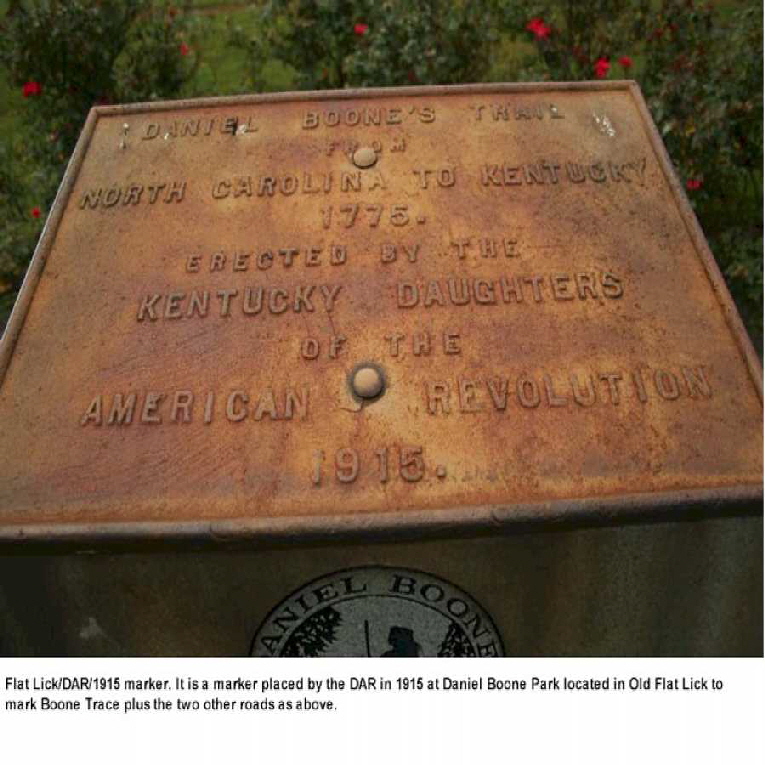 DANIEL BOONE'S TRAIL
FROM
NORTH CAROLINA TO KENTUCKY
1775.
ERECTED BY THE
KENTUCKY DAUGHTERS
OF THE
AMERICAN REVOLUTION
1915.
DANIEL BOONE
Flat Lick/DAR/1915 marker. It is a marker placed by the DAR in 1915 at Daniel Boone Park located in Old Flat Lick to
mark Boone Trace plus the two other roads as above.